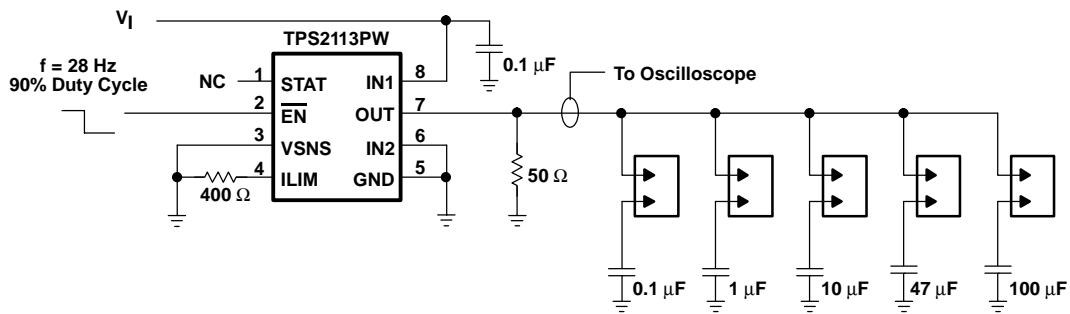 VI
TPS2113PW
0.1 µF
f = 28 Hz
90% Duty Cycle
NC
1
STAT
IN1
8
To Oscilloscope
2
EN
OUT
7
3
VSNS
IN2
6
400 Ω
4
ILIM
GND
5
50 Ω
0.1 µF
1 µF
10 µF
47 µF
100 µF